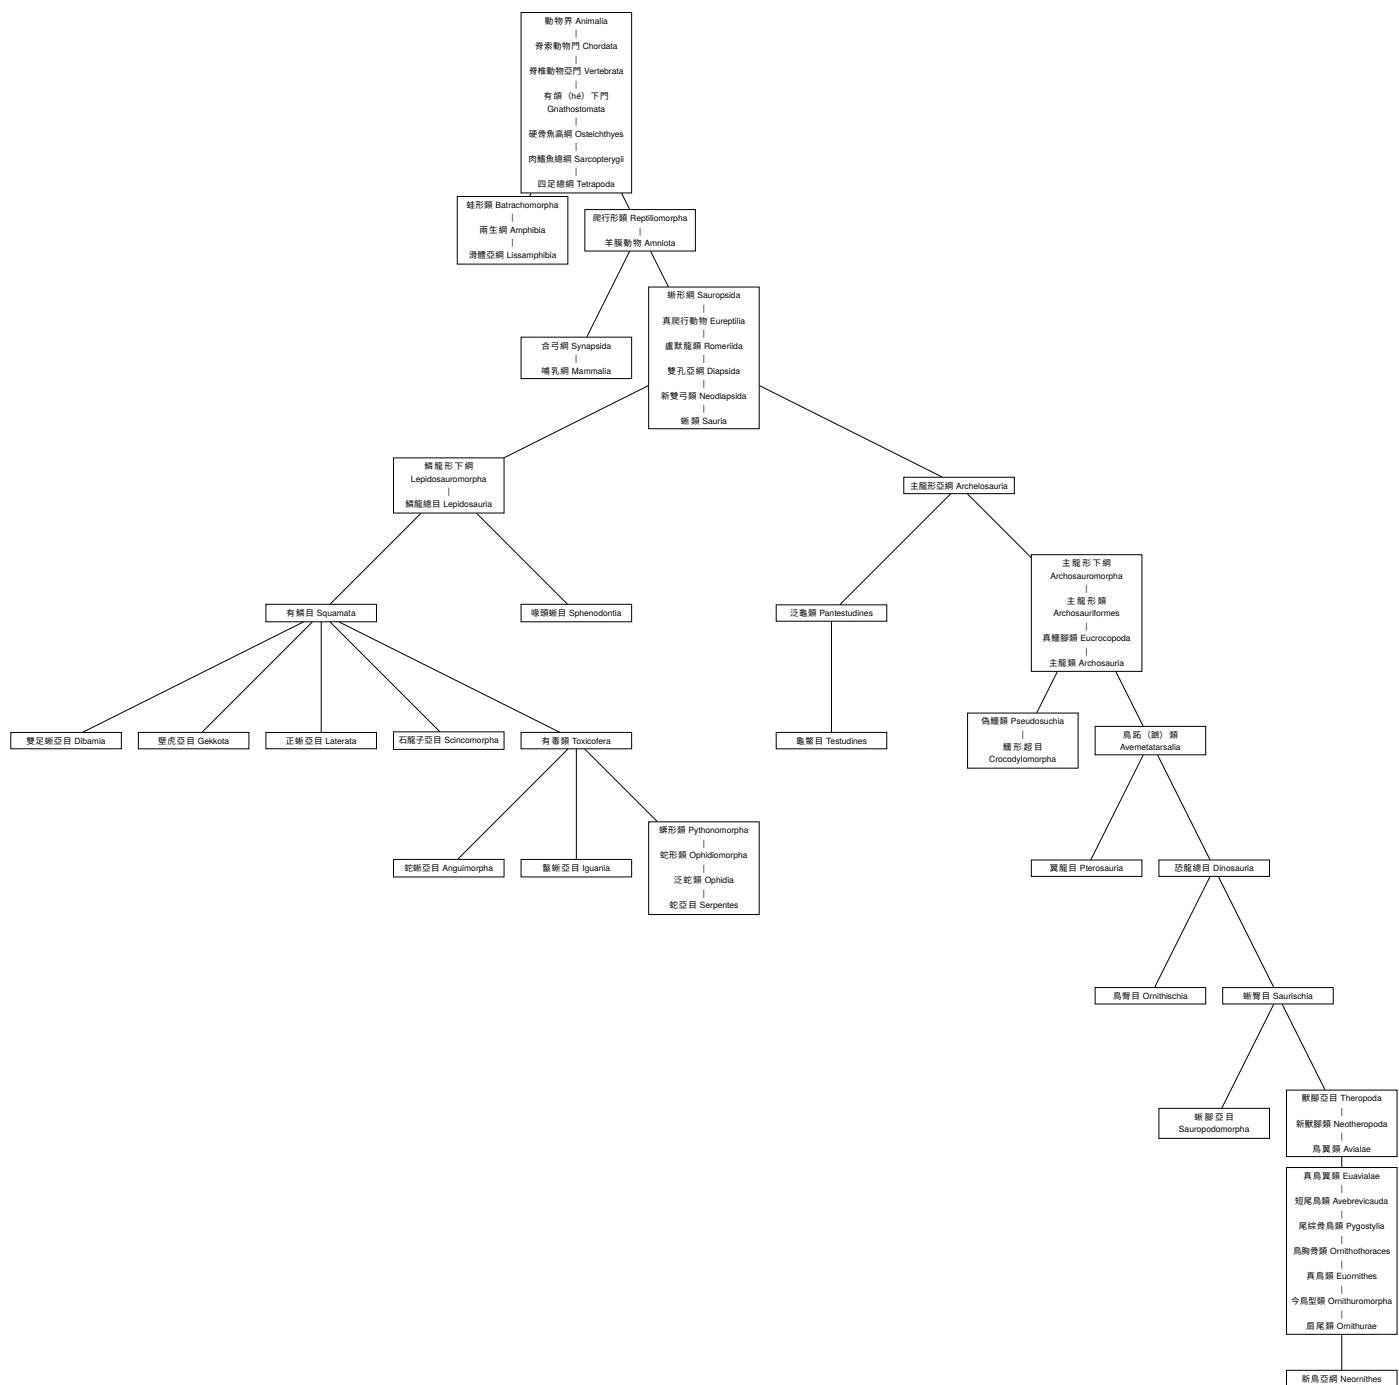 動物界 Animalia
|
脊索動物門 Chordata
|
脊椎動物亞門 Vertebrata
|
有頜（hé）下門
Gnathostomata
|
硬骨魚高綱 Osteichthyes
|
肉鰭魚總綱 Sarcopterygii
|
四足總綱 Tetrapoda
蛙形類 Batrachomorpha
|
兩生綱 Amphibia
|
滑體亞綱 Lissamphibia
爬行形類 Reptiliomorpha
|
羊膜動物 Amniota
合弓綱 Synapsida
|
哺乳綱 Mammalia
蜥形綱 Sauropsida
|
真爬行動物 Eureptilia
|
盧默龍類 Romeriida
|
雙孔亞綱 Diapsida
|
新雙弓類 Neodiapsida
|
蜥類 Sauria
鱗龍形下綱
Lepidosauromorpha
|
鱗龍總目 Lepidosauria
主龍形亞綱 Archelosauria
有鱗目 Squamata
喙頭蜥目 Sphenodontia
泛龜類 Pantestudines
主龍形下綱
Archosauromorpha
|
主龍形類
Archosauriformes
|
真鱷腳類 Eucrocopoda
|
主龍類 Archosauria
雙足蜥亞目 Dibamia
壁虎亞目 Gekkota
正蜥亞目 Laterata
石龍子亞目 Scincomorpha
有毒類 Toxicofera
龜鱉目 Testudines
偽鱷類 Pseudosuchia
|
鱷形超目
Crocodylomorpha
鳥跖（蹠）類
Avemetatarsalia
蛇蜥亞目 Anguimorpha
鬣蜥亞目 Iguania
蟒形類 Pythonomorpha
|
蛇形類 Ophidiomorpha
|
泛蛇類 Ophidia
|
蛇亞目 Serpentes
翼龍目 Pterosauria
恐龍總目 Dinosauria
鳥臀目 Ornithischia
蜥臀目 Saurischia
蜥腳亞目
Sauropodomorpha
獸腳亞目 Theropoda
|
新獸腳類 Neotheropoda
|
鳥翼類 Avialae
真鳥翼類 Euavialae
|
短尾鳥類 Avebrevicauda
|
尾綜骨鳥類 Pygostylia
|
鳥胸骨類 Ornithothoraces
|
真鳥類 Euornithes
|
今鳥型類 Ornithuromorpha
|
扇尾類 Ornithurae
新鳥亞綱 Neornithes